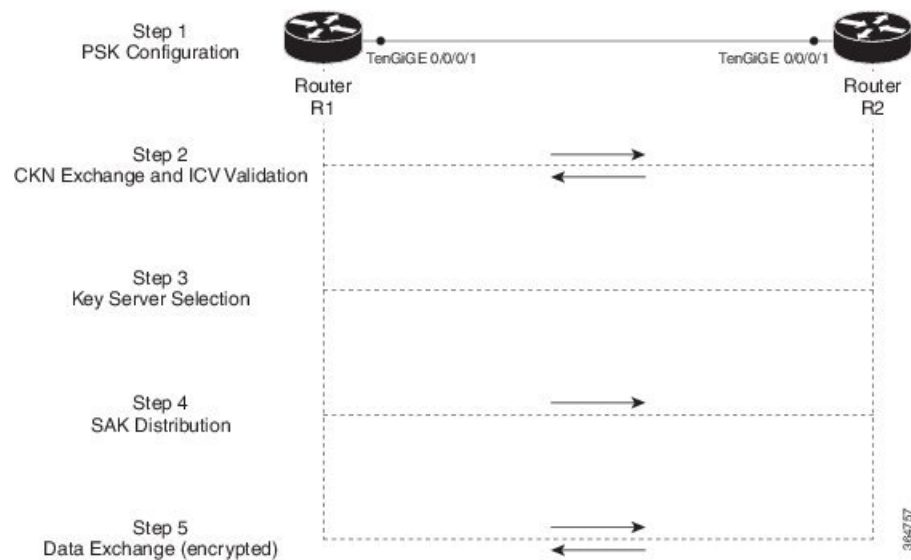 Step 1
PSK Configuration
TenGiGE 0/0/0/1
TenGiGE 0/0/0/1
Router
R1
Router
R2
Step 2
CKN Exchange and ICV Validation
Step 3
Key Server Selection
Step 4
SAK Distribution
Step 5
Data Exchange (encrypted)
364757